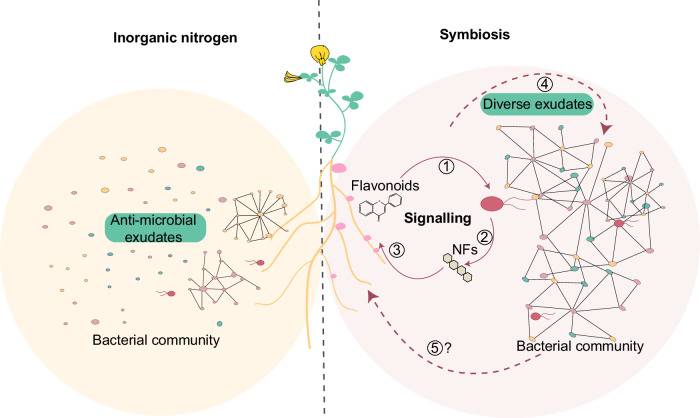 Inorganic nitrogen
Symbiosis
Anti-microbial
exudates
Bacterial community
④
Diverse exudates
①
Flavonoids
Signalling
②
NFs
③
⑤?
Bacterial community